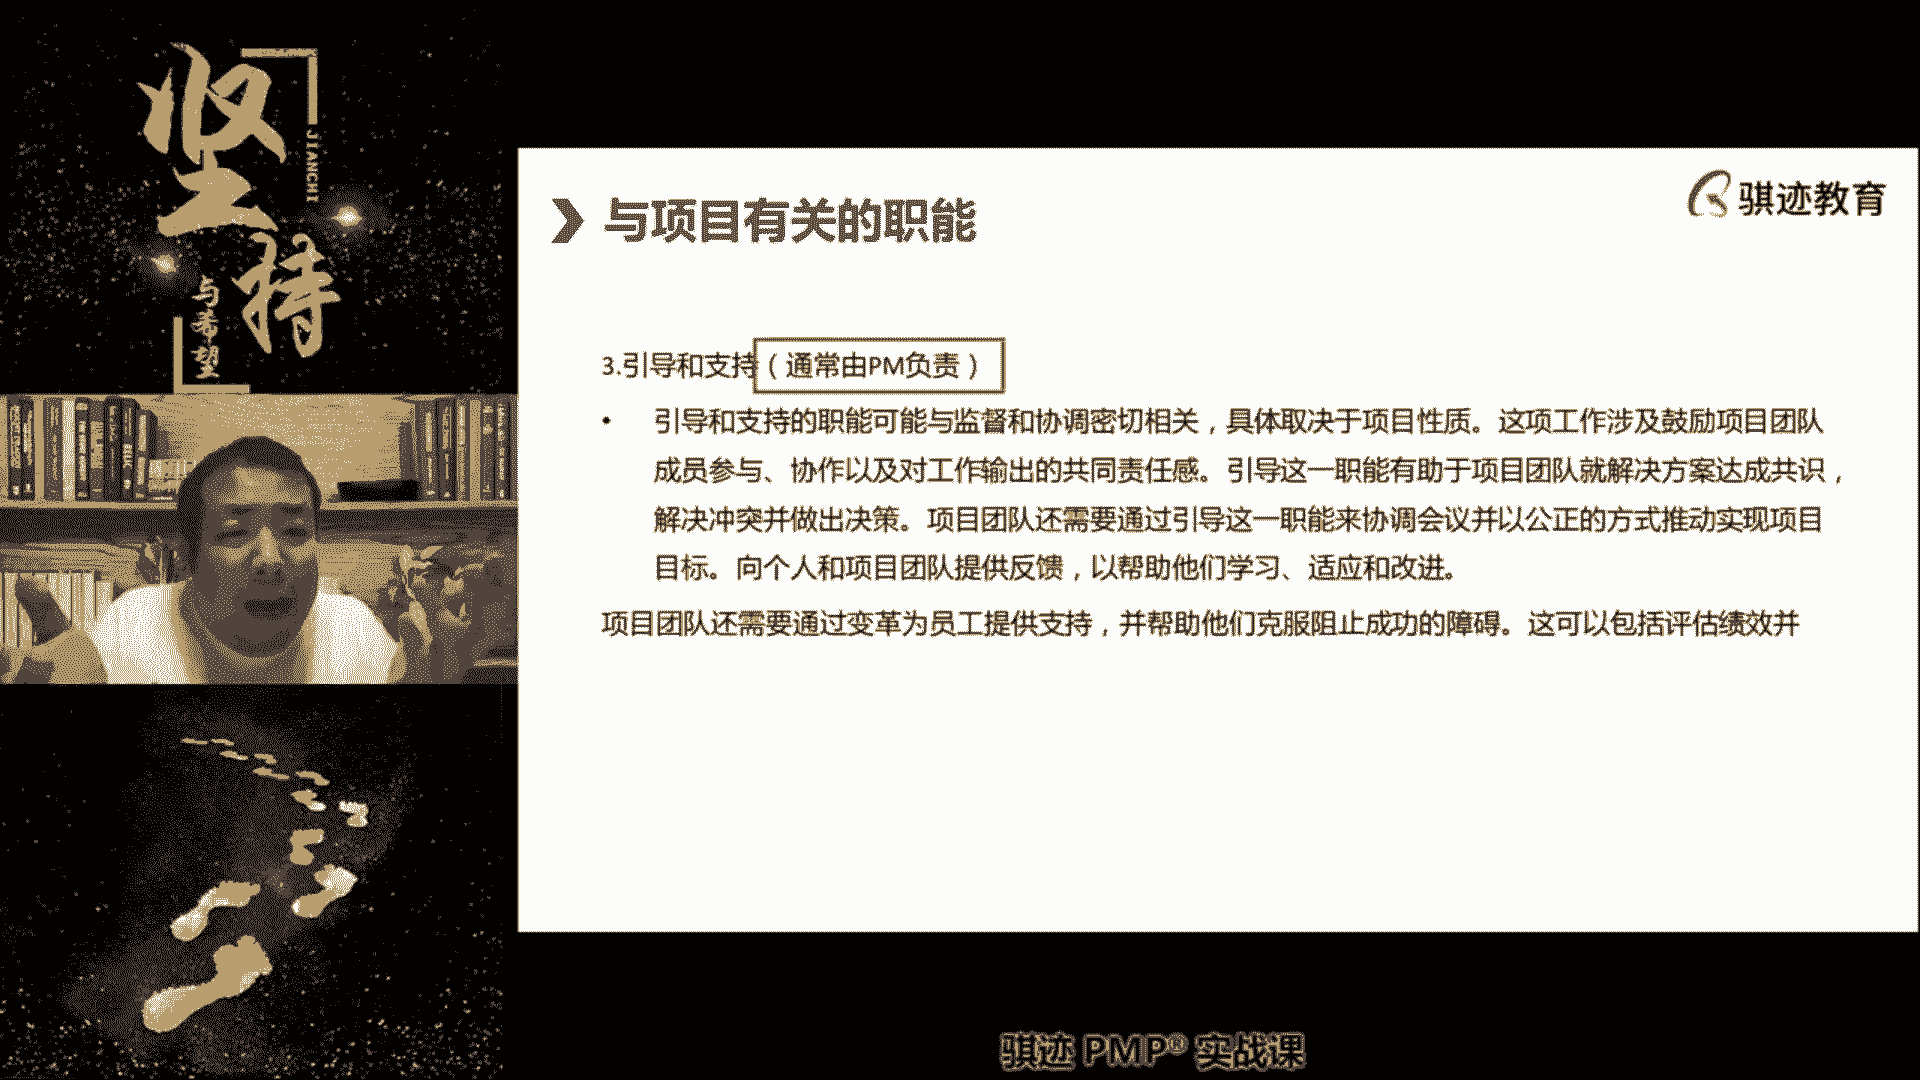 坚持
JIANCHI
与希望
骐迹教育
与项目有关的职能
3.引导和支持（通常由PM负责）
• 引导和支持的职能可能与监督和协调密切相关，具体取决于项目性质。这项工作涉及鼓励项目团队
成员参与、协作以及对工作输出的共同责任感。引导这一职能有助于项目团队就解决方案达成共识，
解决冲突并做出决策。项目团队还需要通过引导这一职能来协调会议并以公正的方式推动实现项目
目标。向个人和项目团队提供反馈，以帮助他们学习、适应和改进。
项目团队还需要通过变革为员工提供支持，并帮助他们克服阻止成功的障碍。这可以包括评估绩效并
骐迹 PMP® 实战课